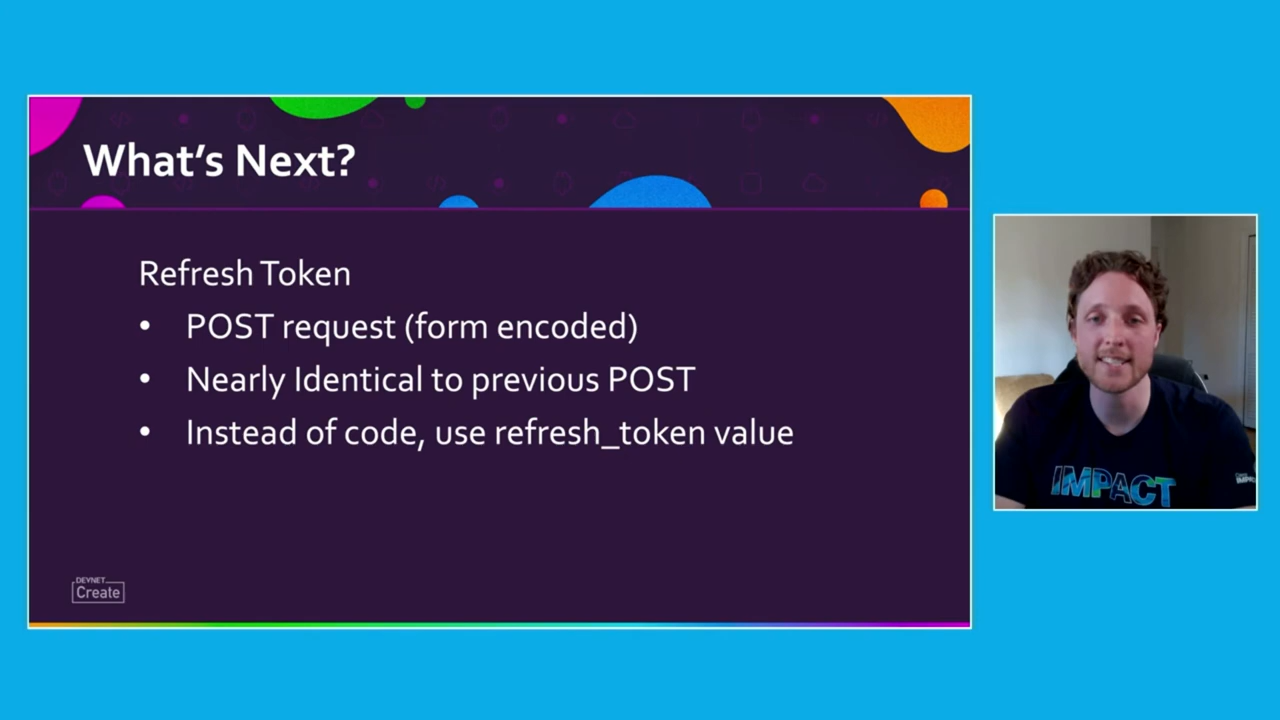 What's Next?
Refresh Token
• POST request (form encoded)
• Nearly Identical to previous POST
• Instead of code, use refresh_token value
DEVNET
Create
IMPACT